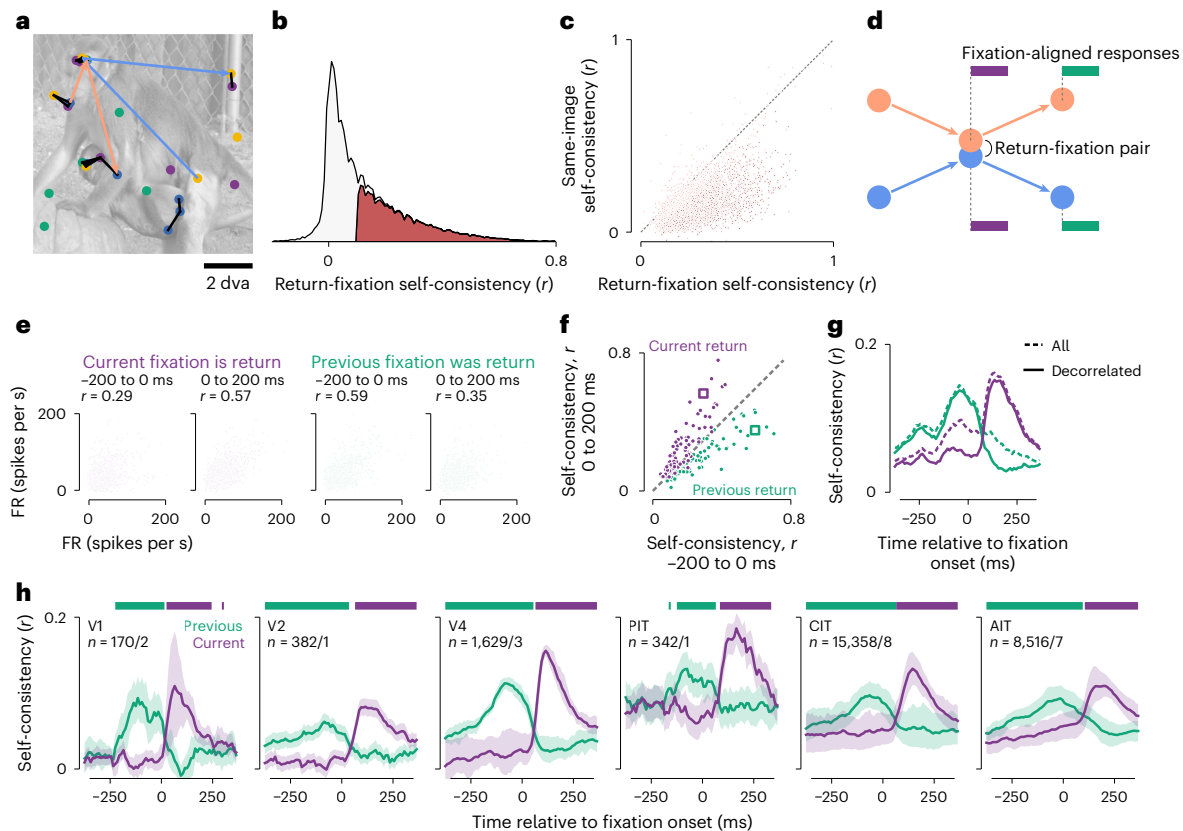 a
2 dva
b
0
0.8
Return-fixation self-consistency (r)
c
Same-image
self-consistency (r)
1
0
0
1
Return-fixation self-consistency (r)
d
Fixation-aligned responses
Return-fixation pair
e
Current fixation is return
Previous fixation was return
–200 to 0 ms
r = 0.29
0 to 200 ms
r = 0.57
–200 to 0 ms
r = 0.59
0 to 200 ms
r = 0.35
FR (spikes per s)
200
0
0
200
0
200
0
200
0
200
FR (spikes per s)
f
Self-consistency, r
0 to 200 ms
0.8
0
Current return
Previous return
0
0.8
Self-consistency, r
–200 to 0 ms
g
Self-consistency (r)
0.2
0
All
Decorrelated
–250
0
250
Time relative to fixation
onset (ms)
h
Self-consistency (r)
0.2
0
V1
n = 170/2
Previous
Current
V2
n = 382/1
V4
n = 1,629/3
PIT
n = 342/1
CIT
n = 15,358/8
AIT
n = 8,516/7
–250
0
250
–250
0
250
–250
0
250
–250
0
250
–250
0
250
–250
0
250
Time relative to fixation onset (ms)